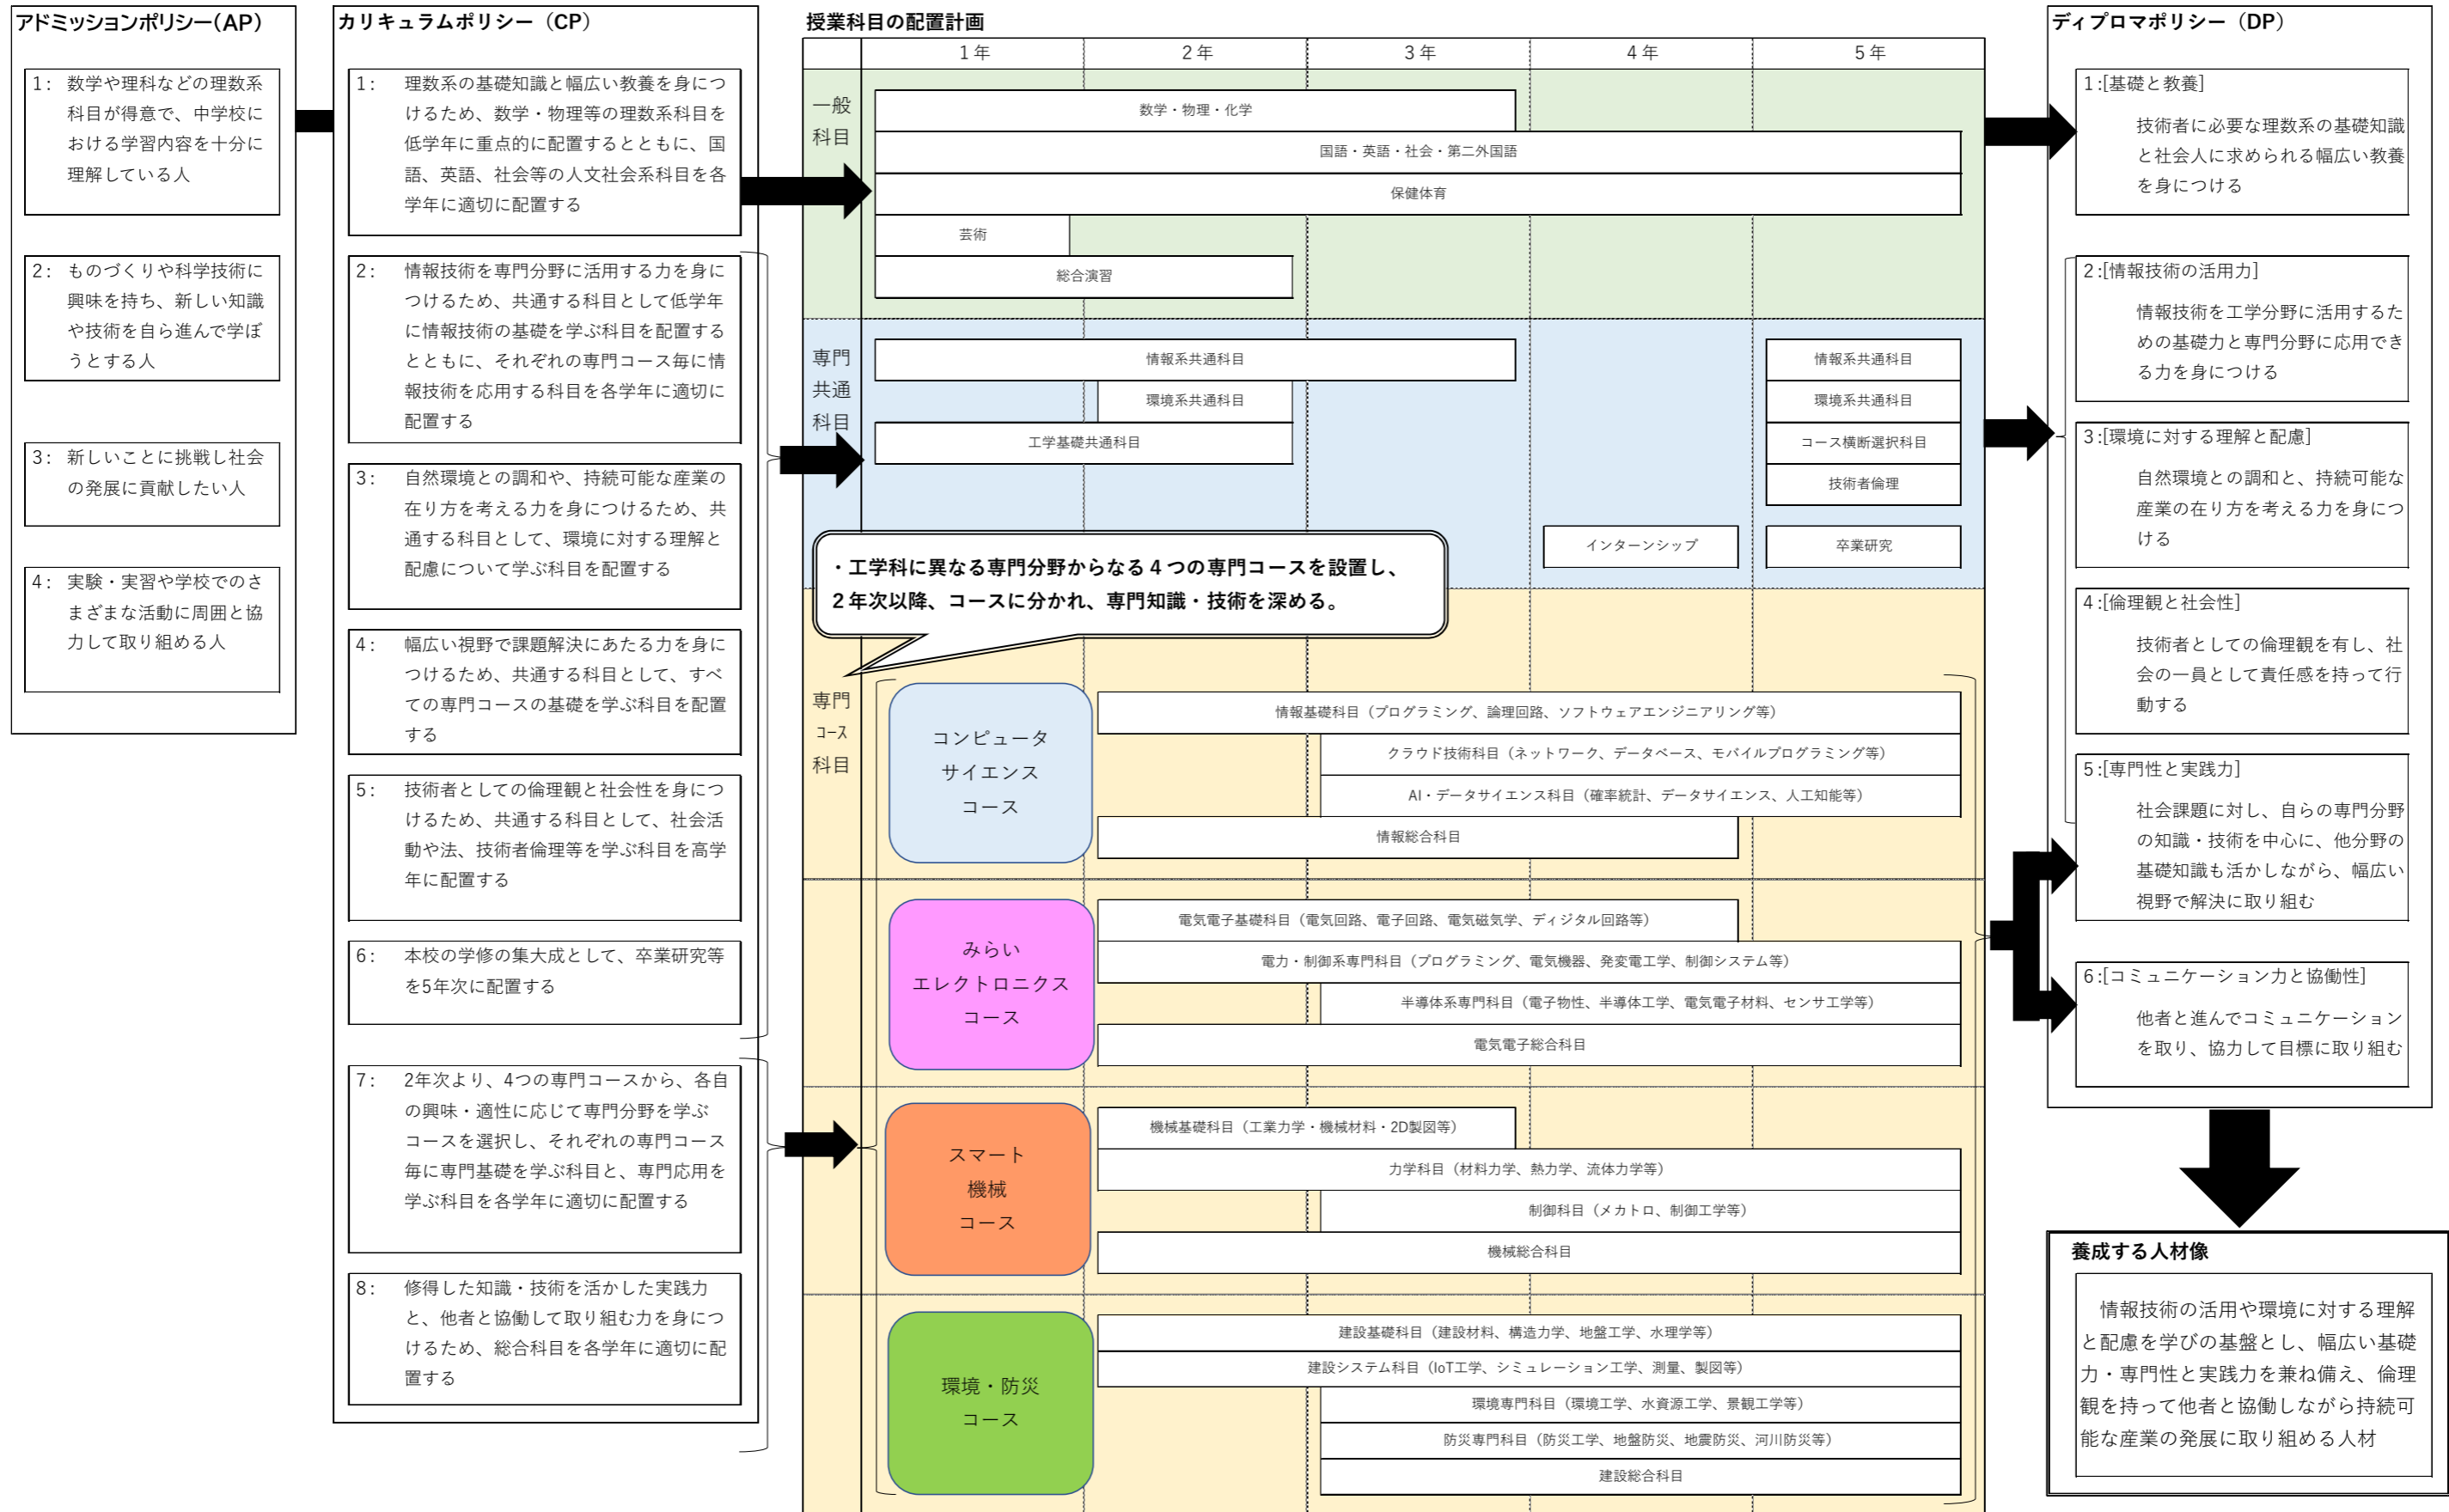 アドミッションポリシー(AP)
1： 数学や理科などの理数系
科目が得意で、中学校に
おける学習内容を十分に
理解している人
2： ものづくりや科学技術に
興味を持ち、新しい知識
や技術を自ら進んで学ぼ
うとする人
3： 新しいことに挑戦し社会
の発展に貢献したい人
4： 実験・実習や学校でのさ
まざまな活動に周囲と協
力して取り組める人
カリキュラムポリシー（CP）
1： 理数系の基礎知識と幅広い教養を身につ
けるため、数学・物理等の理数系科目を
低学年に重点的に配置するとともに、国
語、英語、社会等の人文社会系科目を各
学年に適切に配置する
2： 情報技術を専門分野に活用する力を身に
つけるため、共通する科目として低学年
に情報技術の基礎を学ぶ科目を配置する
とともに、それぞれの専門コース毎に情
報技術を応用する科目を各学年に適切に
配置する
3： 自然環境との調和や、持続可能な産業の
在り方を考える力を身につけるため、共
通する科目として、環境に対する理解と
配慮について学ぶ科目を配置する
4： 幅広い視野で課題解決にあたる力を身に
つけるため、共通する科目として、すべ
ての専門コースの基礎を学ぶ科目を配置
する
5： 技術者としての倫理観と社会性を身につ
けるため、共通する科目として、社会活
動や法、技術者倫理等を学ぶ科目を高学
年に配置する
6： 本校の学修の集大成として、卒業研究等
を5年次に配置する
7： 2年次より、4つの専門コースから、各自
の興味・適性に応じて専門分野を学ぶ
コースを選択し、それぞれの専門コース
毎に専門基礎を学ぶ科目と、専門応用を
学ぶ科目を各学年に適切に配置する
8： 修得した知識・技術を活かした実践力
と、他者と協働して取り組む力を身につ
けるため、総合科目を各学年に適切に配
置する
授業科目の配置計画
1年 2年 3年 4年 5年
一般
科目
数学・物理・化学
国語・英語・社会・第二外国語
保健体育
芸術
総合演習
専門
共通
科目
情報系共通科目 情報系共通科目
環境系共通科目 環境系共通科目
工学基礎共通科目 コース横断選択科目
技術者倫理
インターンシップ 卒業研究
・工学科に異なる専門分野からなる４つの専門コースを設置し、
２年次以降、コースに分かれ、専門知識・技術を深める。
専門
コース
科目
コンピュータ
サイエンス
コース
情報基礎科目（プログラミング、論理回路、ソフトウェアエンジニアリング等）
クラウド技術科目（ネットワーク、データベース、モバイルプログラミング等）
AI・データサイエンス科目（確率統計、データサイエンス、人工知能等）
情報総合科目
みらい
エレクトロニクス
コース
電気電子基礎科目（電気回路、電子回路、電気磁気学、ディジタル回路等）
電力・制御系専門科目（プログラミング、電気機器、発変電工学、制御システム等）
半導体系専門科目（電子物性、半導体工学、電気電子材料、センサ工学等）
電気電子総合科目
スマート
機械
コース
機械基礎科目（工業力学・機械材料・2D製図等）
力学科目（材料力学、熱力学、流体力学等）
制御科目（メカトロ、制御工学等）
機械総合科目
環境・防災
コース
建設基礎科目（建設材料、構造力学、地盤工学、水理学等）
建設システム科目（IoT工学、シミュレーション工学、測量、製図等）
環境専門科目（環境工学、水資源工学、景観工学等）
防災専門科目（防災工学、地盤防災、地震防災、河川防災等）
建設総合科目
ディプロマポリシー（DP）
1:[基礎と教養]
技術者に必要な理数系の基礎知識
と社会人に求められる幅広い教養
を身につける
2:[情報技術の活用力]
情報技術を工学分野に活用するた
めの基礎力と専門分野に応用でき
る力を身につける
3:[環境に対する理解と配慮]
自然環境との調和と、持続可能な
産業の在り方を考える力を身につ
ける
4:[倫理観と社会性]
技術者としての倫理観を有し、社
会の一員として責任感を持って行
動する
5:[専門性と実践力]
社会課題に対し、自らの専門分野
の知識・技術を中心に、他分野の
基礎知識も活かしながら、幅広い
視野で解決に取り組む
6:[コミュニケーション力と協働性]
他者と進んでコミュニケーション
を取り、協力して目標に取り組む
養成する人材像
情報技術の活用や環境に対する理解
と配慮を学びの基盤とし、幅広い基礎
力・専門性と実践力を兼ね備え、倫理
観を持って他者と協働しながら持続可
能な産業の発展に取り組める人材